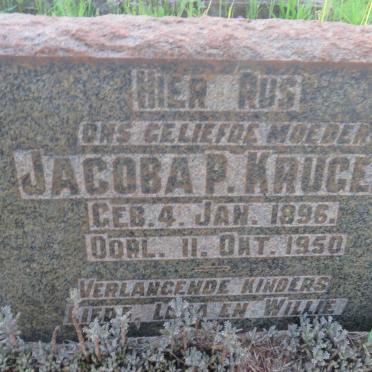 HIER RUS
ONS GELIEFDE MOEDER
JACOBA P. KRUGE
GEB. 4. JAN. 1896.
OORL. 11. OKT. 1950
VERLANGENDE KINDERS
EN WILLIE